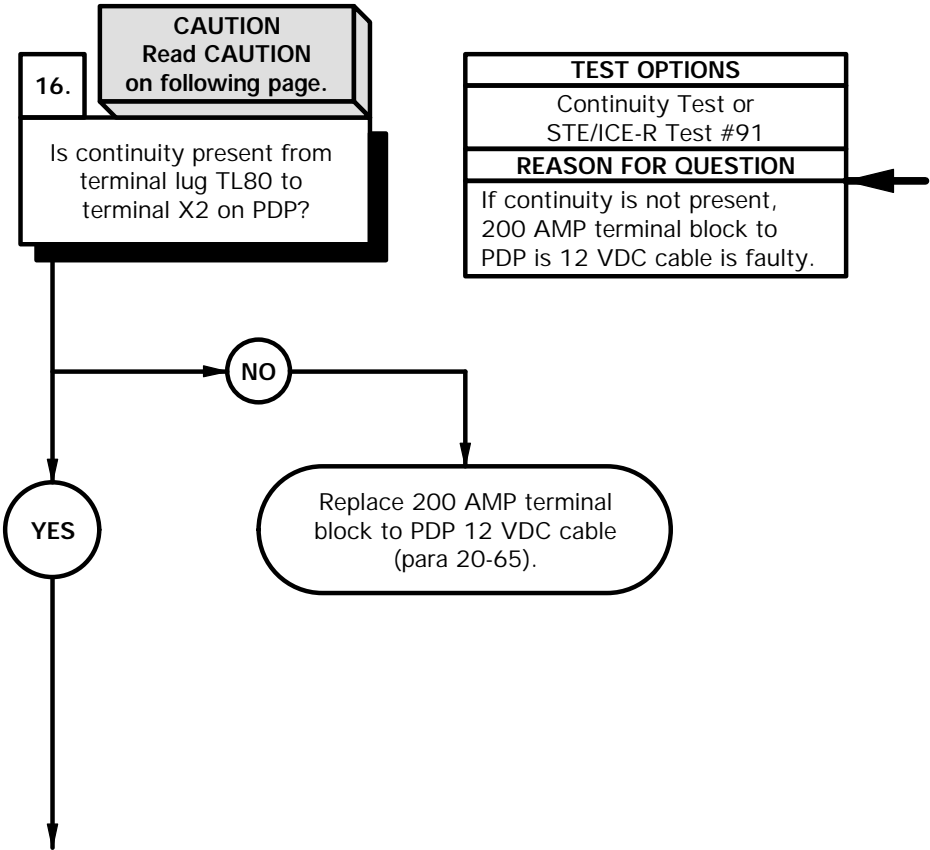 CAUTION
Read CAUTION
on following page.
16.
Is continuity present from
terminal lug TL80 to
terminal X2 on PDP?
TEST OPTIONS
Continuity Test or
STE/ICE-R Test #91
REASON FOR QUESTION
If continuity is not present,
200 AMP terminal block to
PDP is 12 VDC cable is faulty.
NO
Replace 200 AMP terminal
block to PDP 12 VDC cable
(para 20-65).
YES